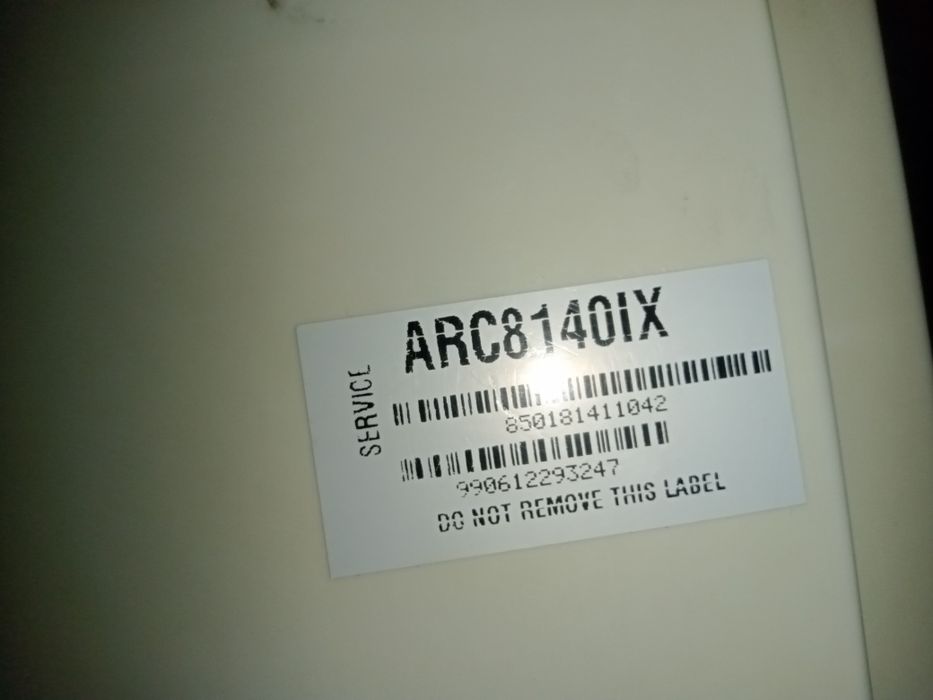 SERVICE
ARC8140IX
850181411042
990612293247
DO NOT REMOVE THIS LABEL